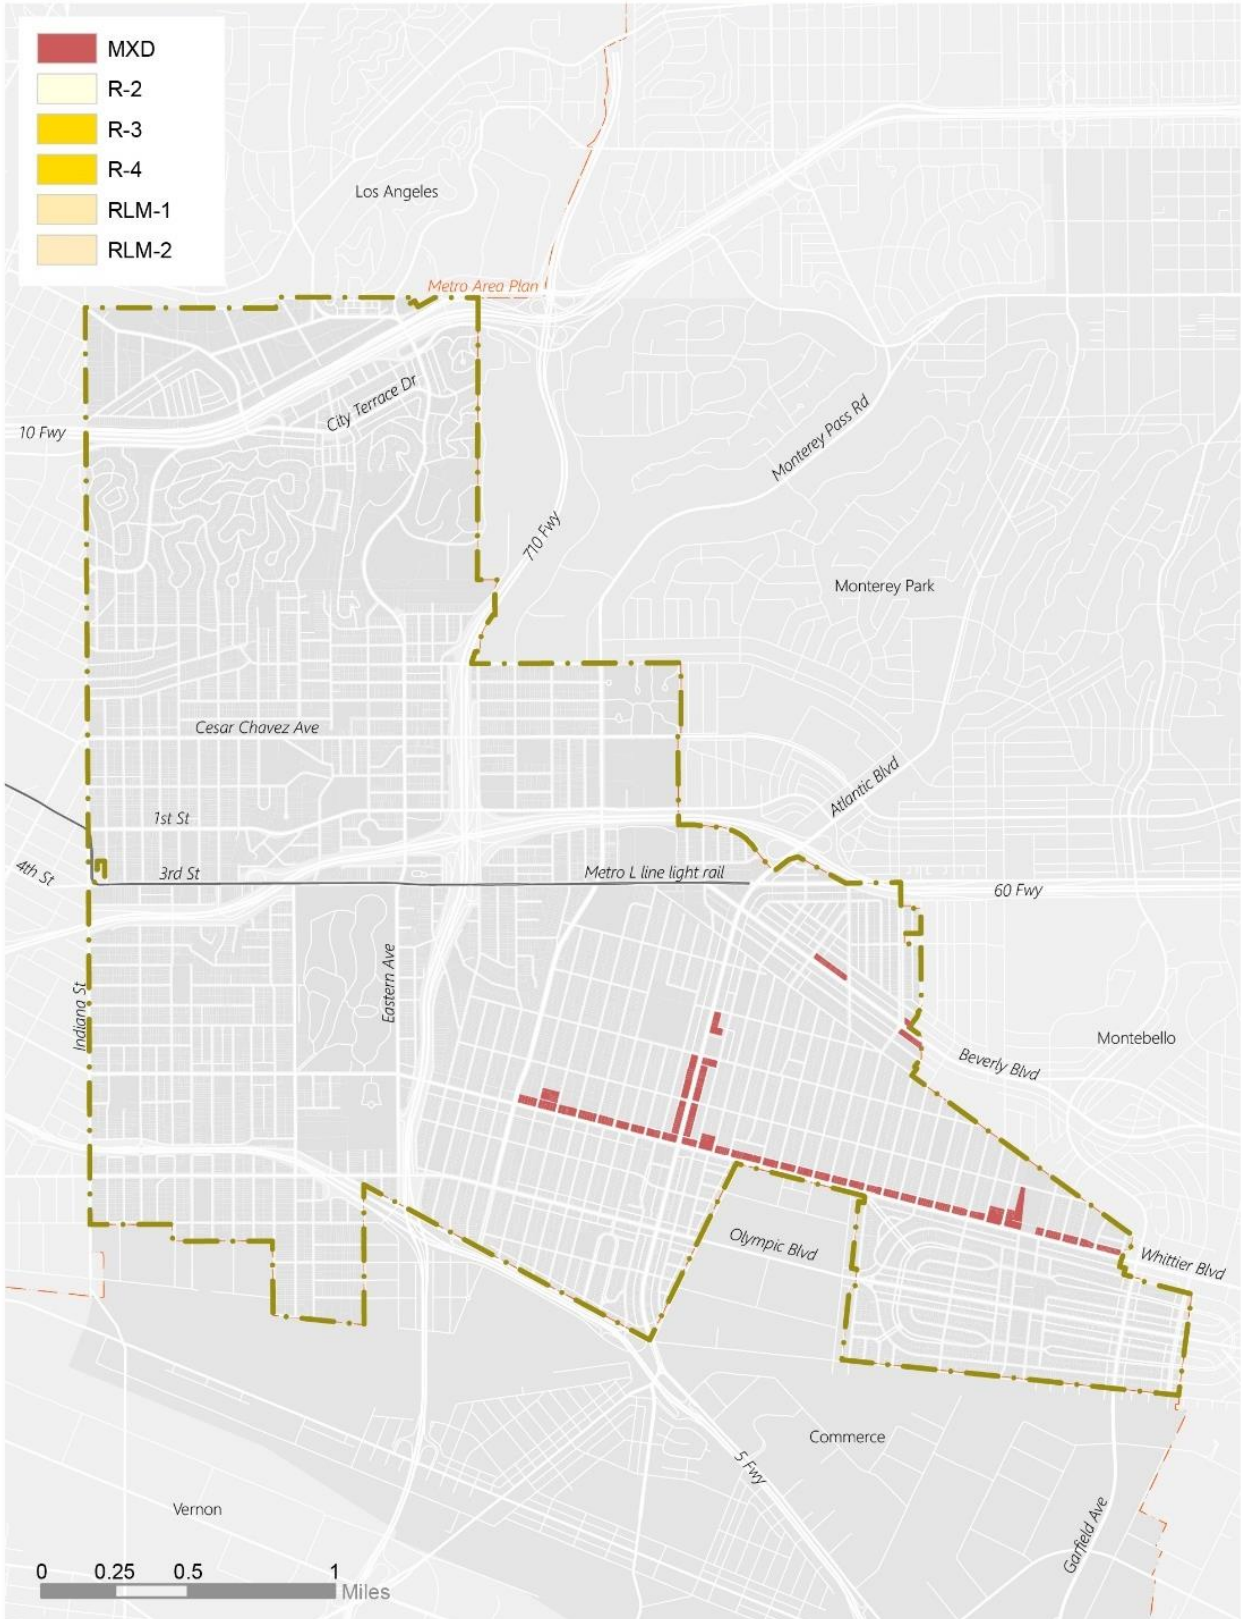 MXD
R-2
R-3
R-4
RLM-1
RLM-2
Los Angeles
Metro Area Plan
City Terrace Dr
10 Fwy
Monterey Pass Rd
710 Fwy
Monterey Park
Cesar Chavez Ave
Atlantic Blvd
1st St
4th St
3rd St
Metro L line light rail
60 Fwy
Eastern Ave
Indiana St
Montebello
Beverly Blvd
Olympic Blvd
Whittier Blvd
Commerce
5 Fwy
Vernon
Garfield Ave
0 0.25 0.5 1
Miles